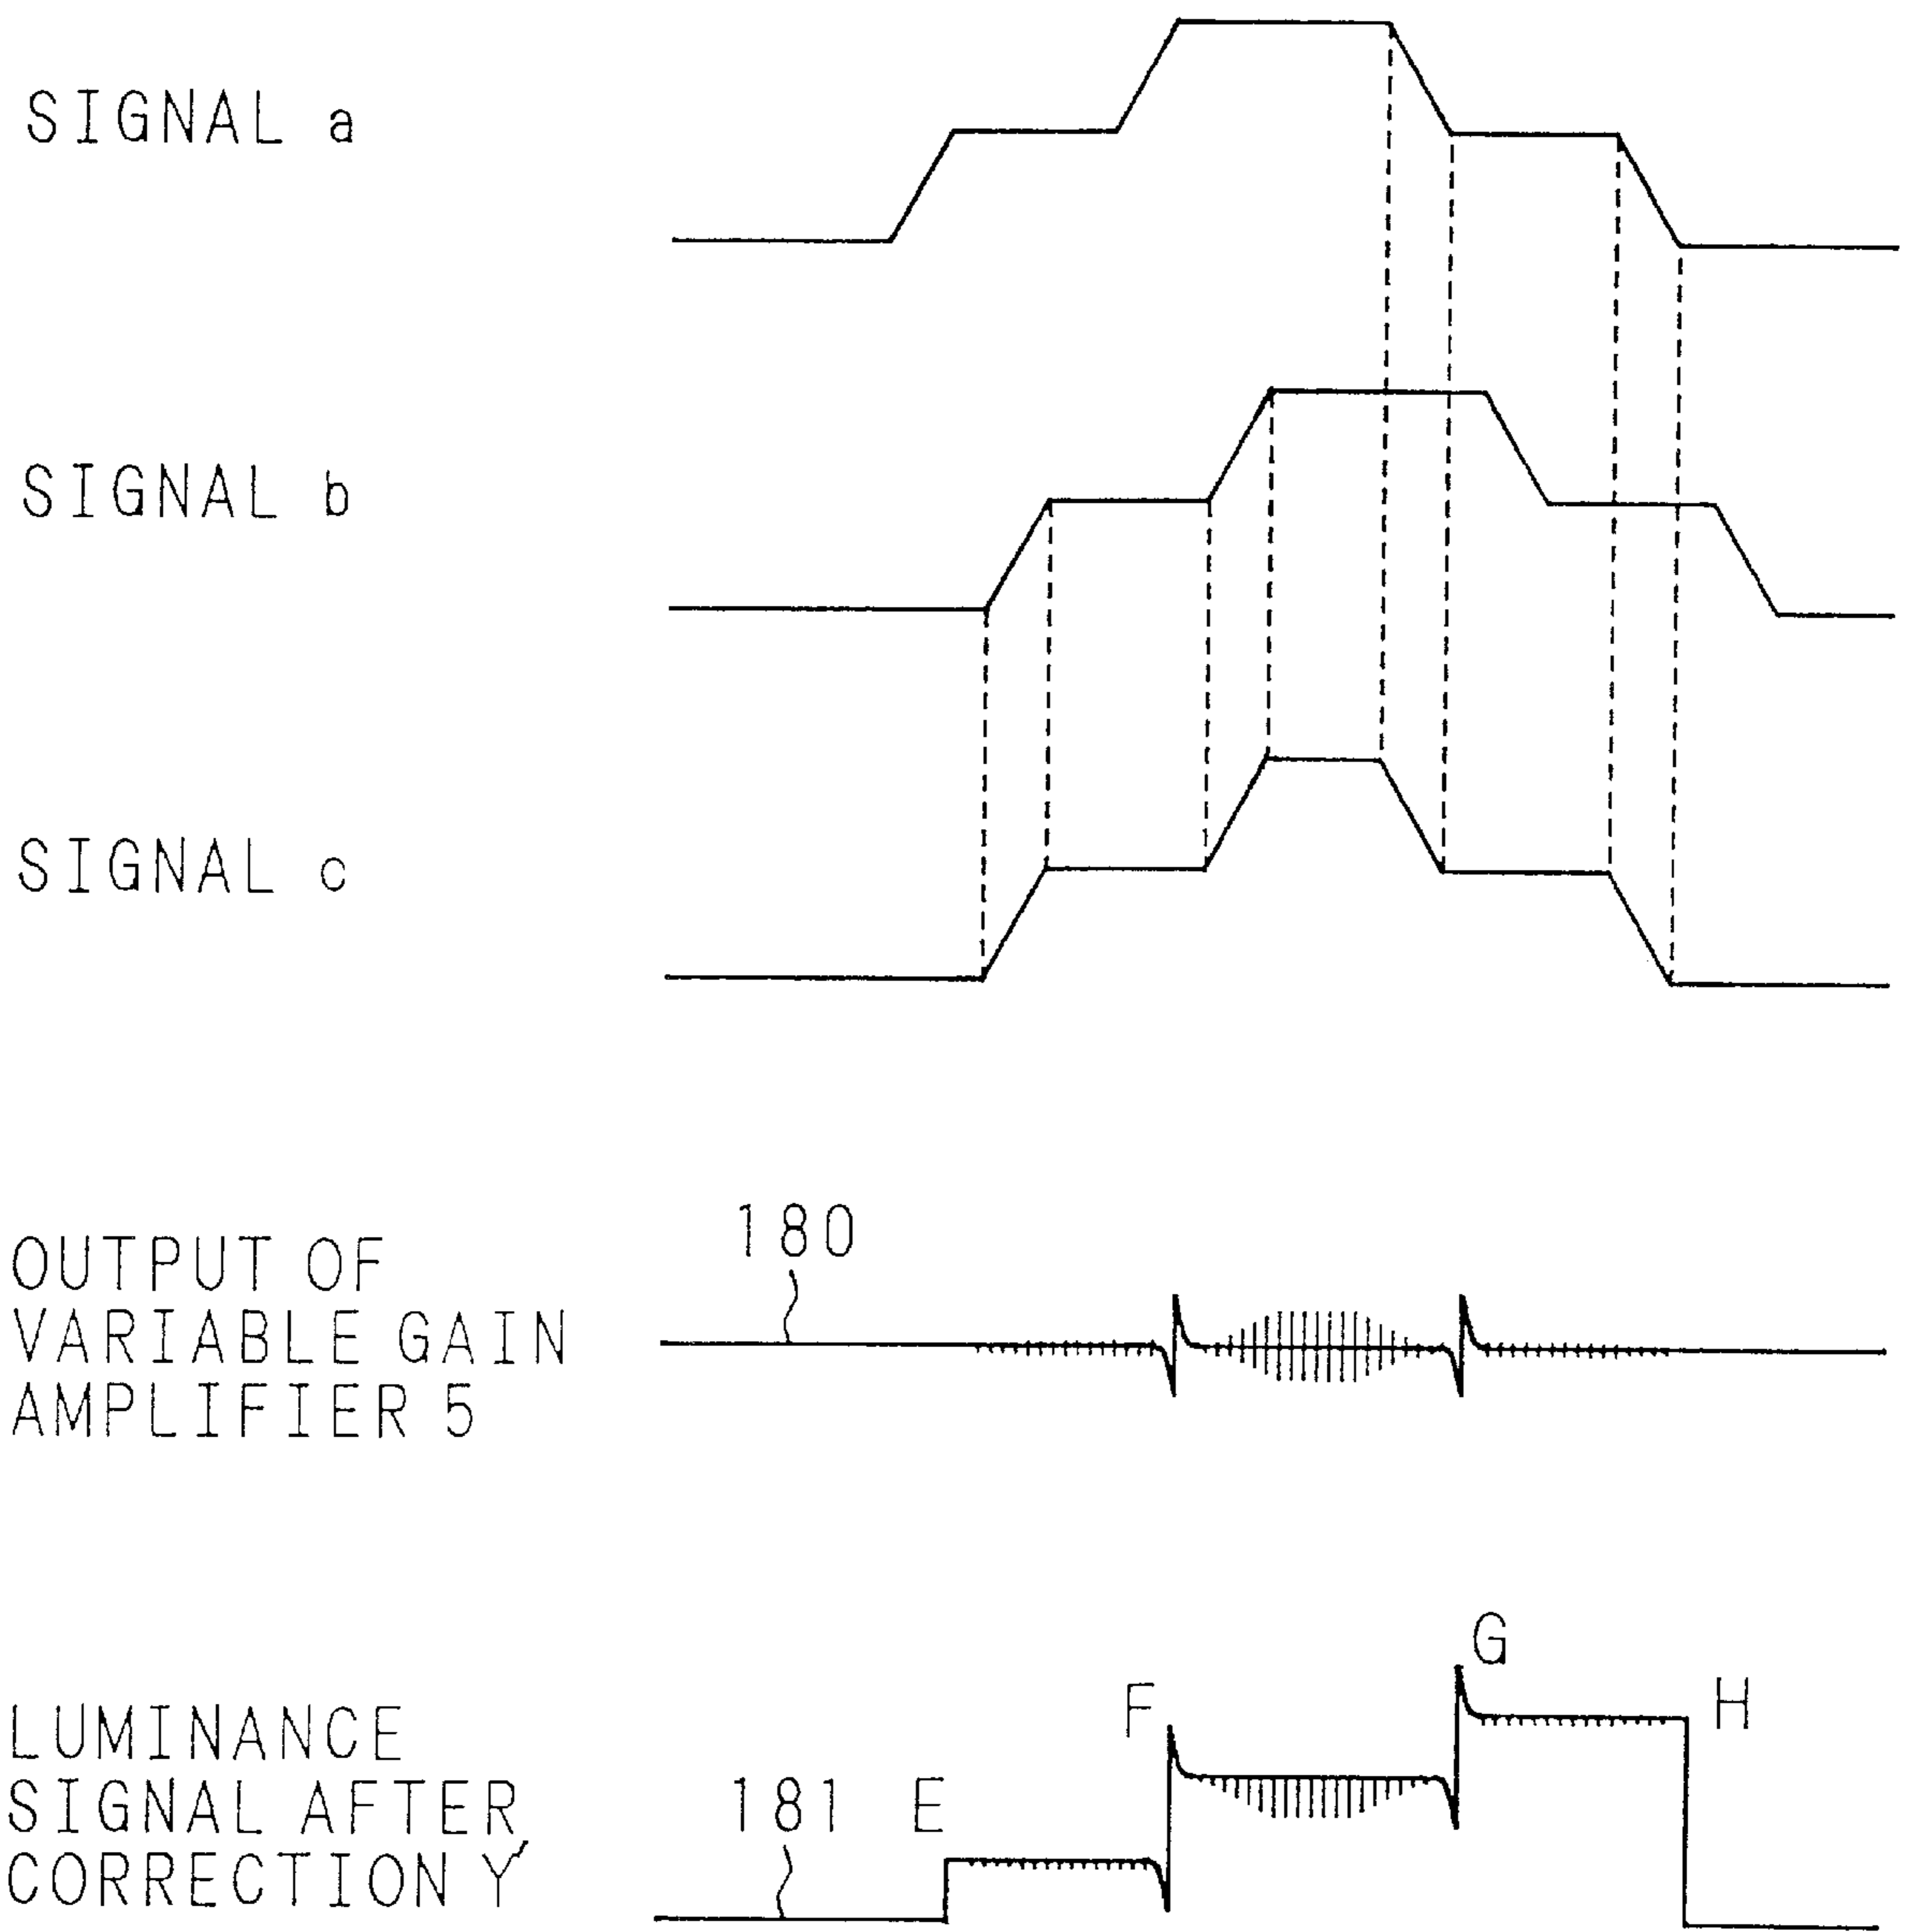 SIGNAL a
SIGNAL b
SIGNAL c
180
OUTPUT OF
VARIABLE GAIN
AMPLIFIER 5
G
F
H
LUMINANCE
SIGNAL AFTER
CORRECTION Y'
181 E